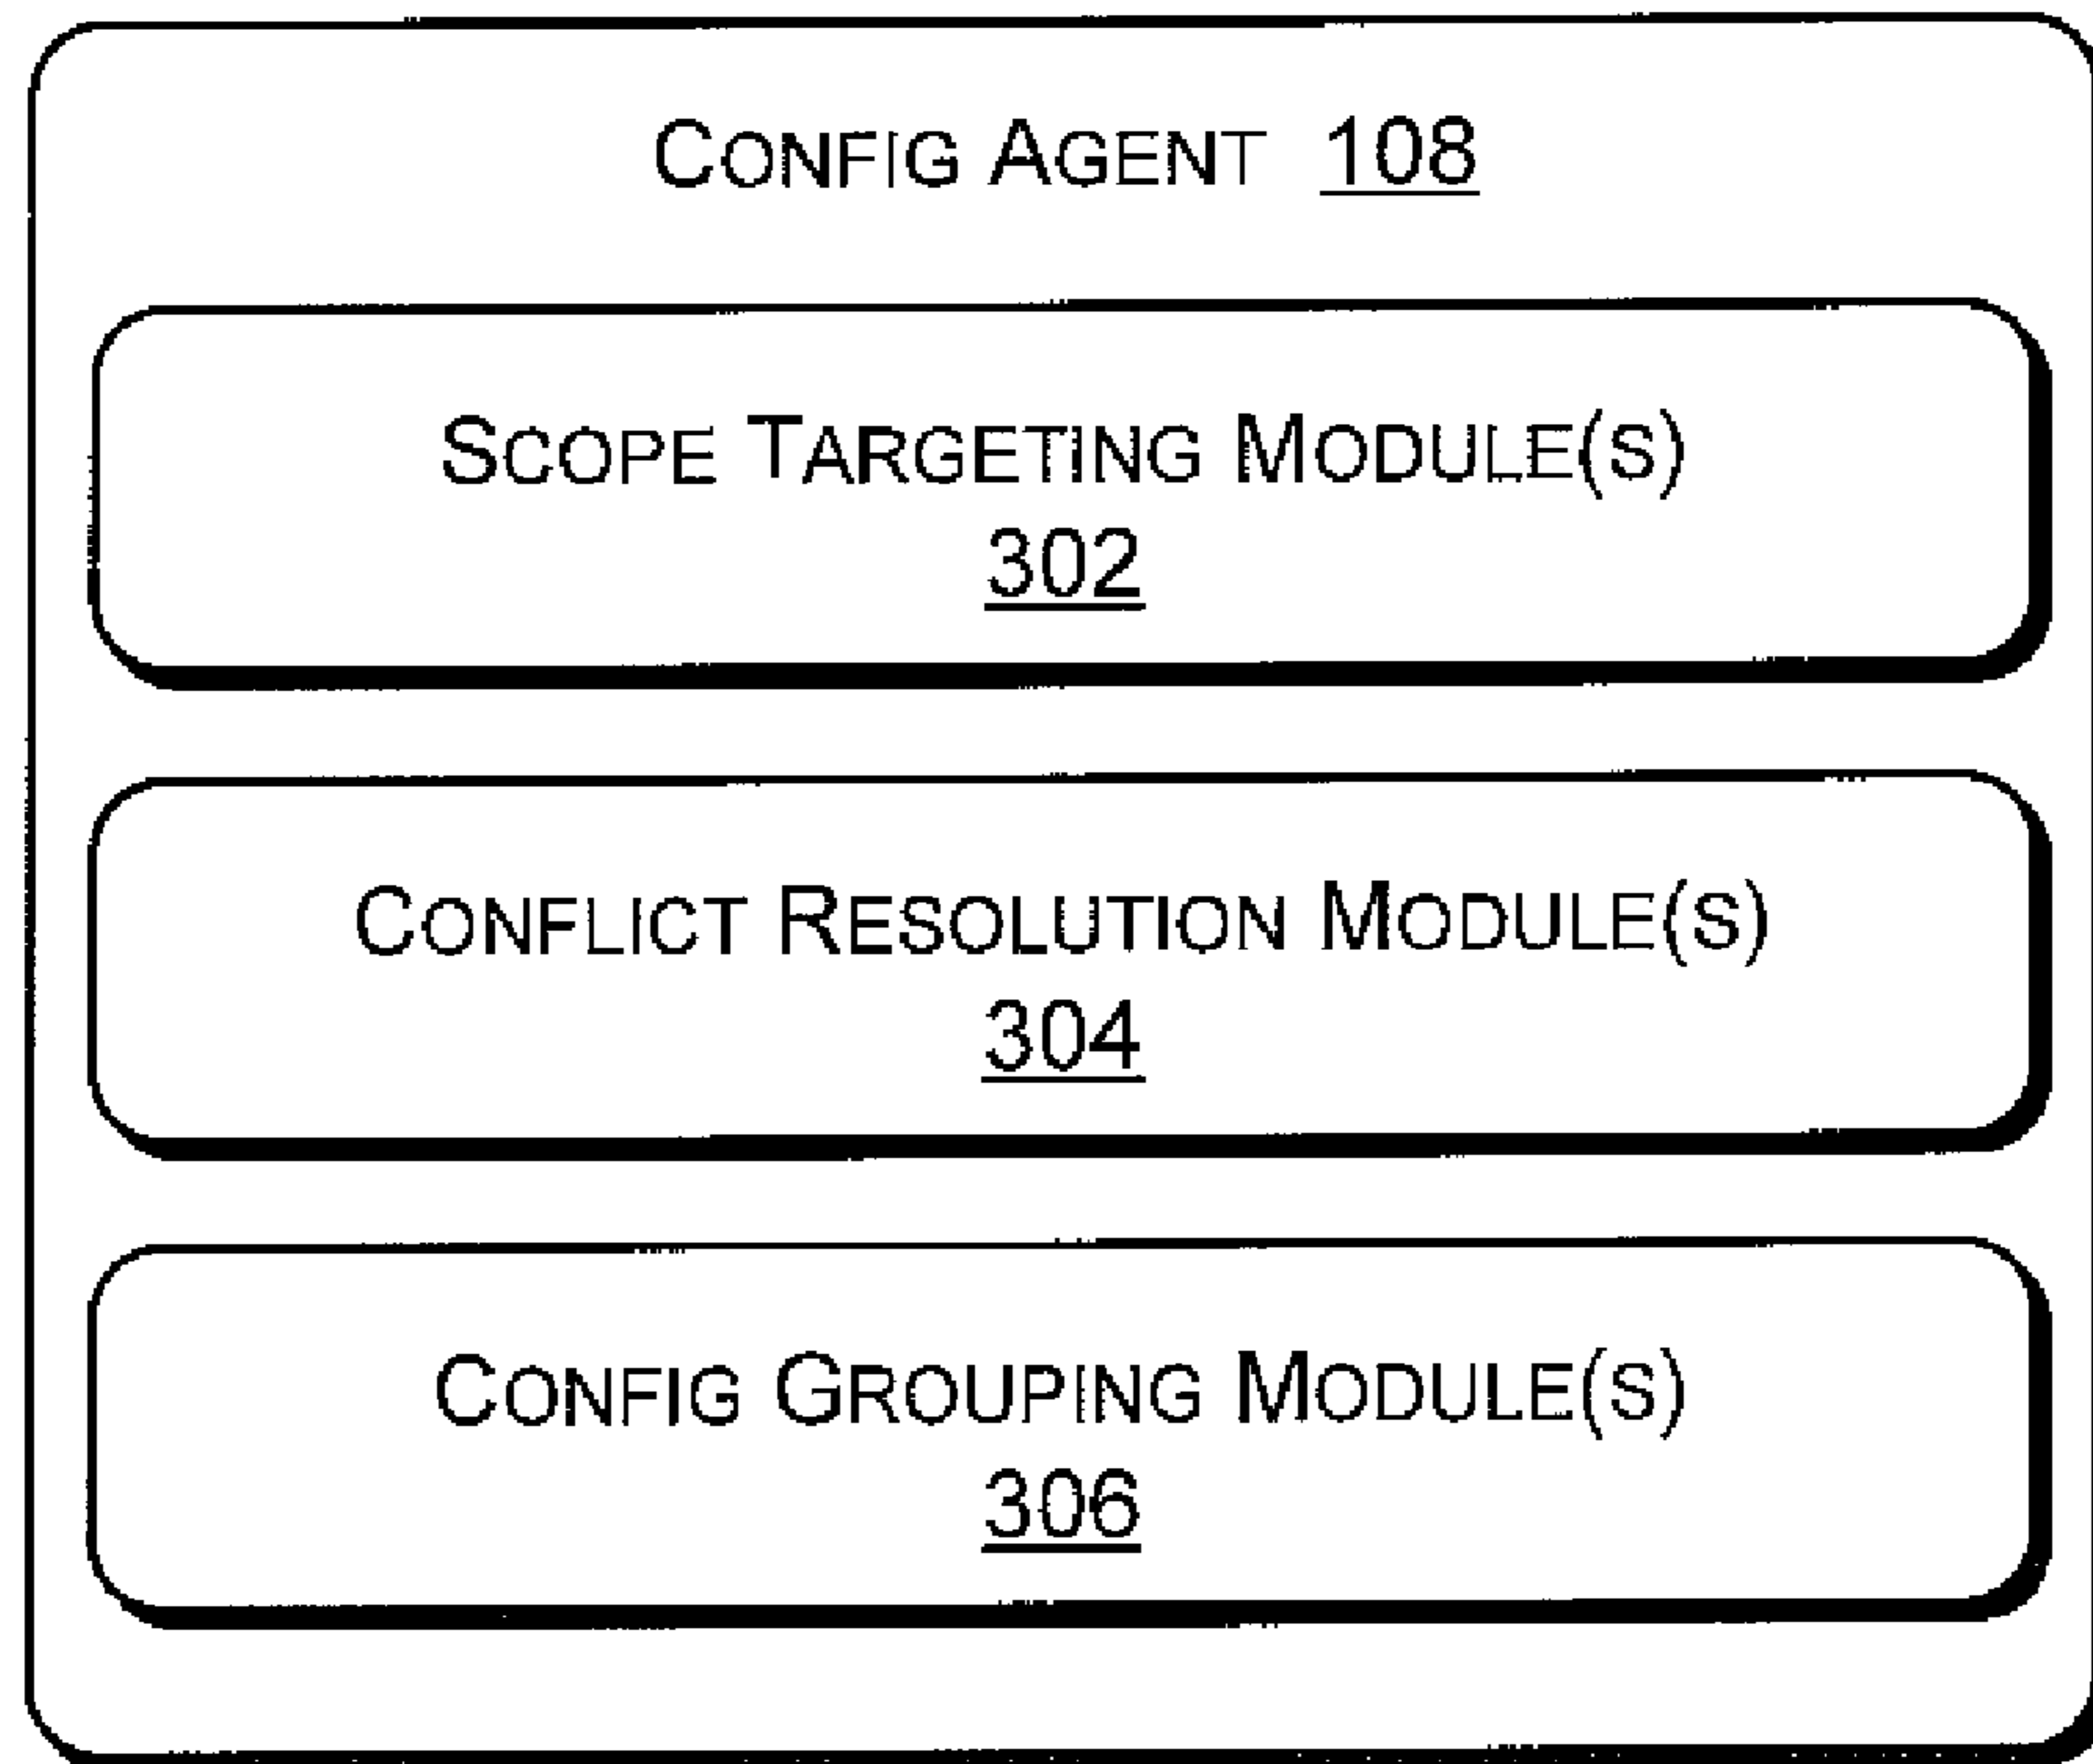 CONFIG AGENT 108
SCOPE TARGETING MODULE(S)
302
CONFLICT RESOLUTION MODULE(S)
304
CONFIG GROUPING MODULE(S)
306